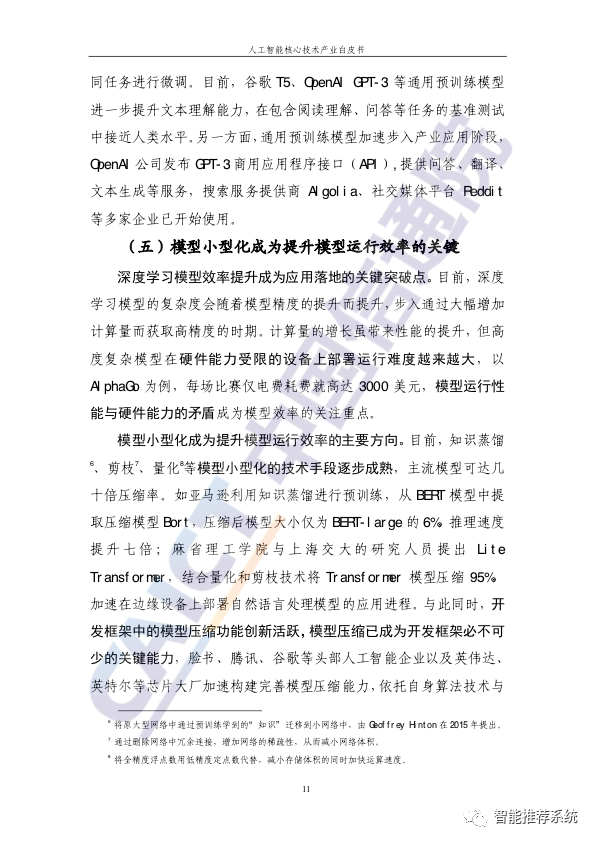 人工智能核心技术产业白皮书
同任务进行微调。目前，谷歌 T5、OpenAI GPT-3 等通用预训练模型
进一步提升文本理解能力，在包含阅读理解、问答等任务的基准测试
中接近人类水平。另一方面，通用预训练模型加速步入产业应用阶段，
OpenAI 公司发布 GPT-3 商用应用程序接口（API），提供问答、翻译、
文本生成等服务，搜索服务提供商 Algolia、社交媒体平台 Reddit
等多家企业已开始使用。
（五）模型小型化成为提升模型运行效率的关键
深度学习模型效率提升成为应用落地的关键突破点。目前，深度
学习模型的复杂度会随着模型精度的提升而提升，步入通过大幅增加
计算量而获取高精度的时期。计算量的增长虽带来性能的提升，但高
度复杂模型在硬件能力受限的设备上部署运行难度越来越大，以
AlphaGo 为例，每场比赛仅电费耗费就高达 3000 美元，模型运行性
能与硬件能力的矛盾成为模型效率的关注重点。
模型小型化成为提升模型运行效率的主要方向。目前，知识蒸馏
6、剪枝7、量化8等模型小型化的技术手段逐步成熟，主流模型可达几
十倍压缩率。如亚马逊利用知识蒸馏进行预训练，从 BERT 模型中提
取压缩模型 Bort，压缩后模型大小仅为 BERT-large 的 6%，推理速度
提升七倍；麻省理工学院与上海交大的研究人员提出 Lite
Transformer，结合量化和剪枝技术将 Transformer 模型压缩 95%，
加速在边缘设备上部署自然语言处理模型的应用进程。与此同时，开
发框架中的模型压缩功能创新活跃，模型压缩已成为开发框架必不可
少的关键能力，脸书、腾讯、谷歌等头部人工智能企业以及英伟达、
英特尔等芯片大厂加速构建完善模型压缩能力，依托自身算法技术与
6 将原大型网络中通过预训练学到的“知识”迁移到小网络中，由 Geoffrey Hinton 在 2015 年提出。
7 通过删除网络中冗余连接，增加网络的稀疏性，从而减小网络体积。
8 将全精度浮点数用低精度定点数代替，减小存储体积的同时加快运算速度。
11
CAICT 中国信通院
智能推荐系统